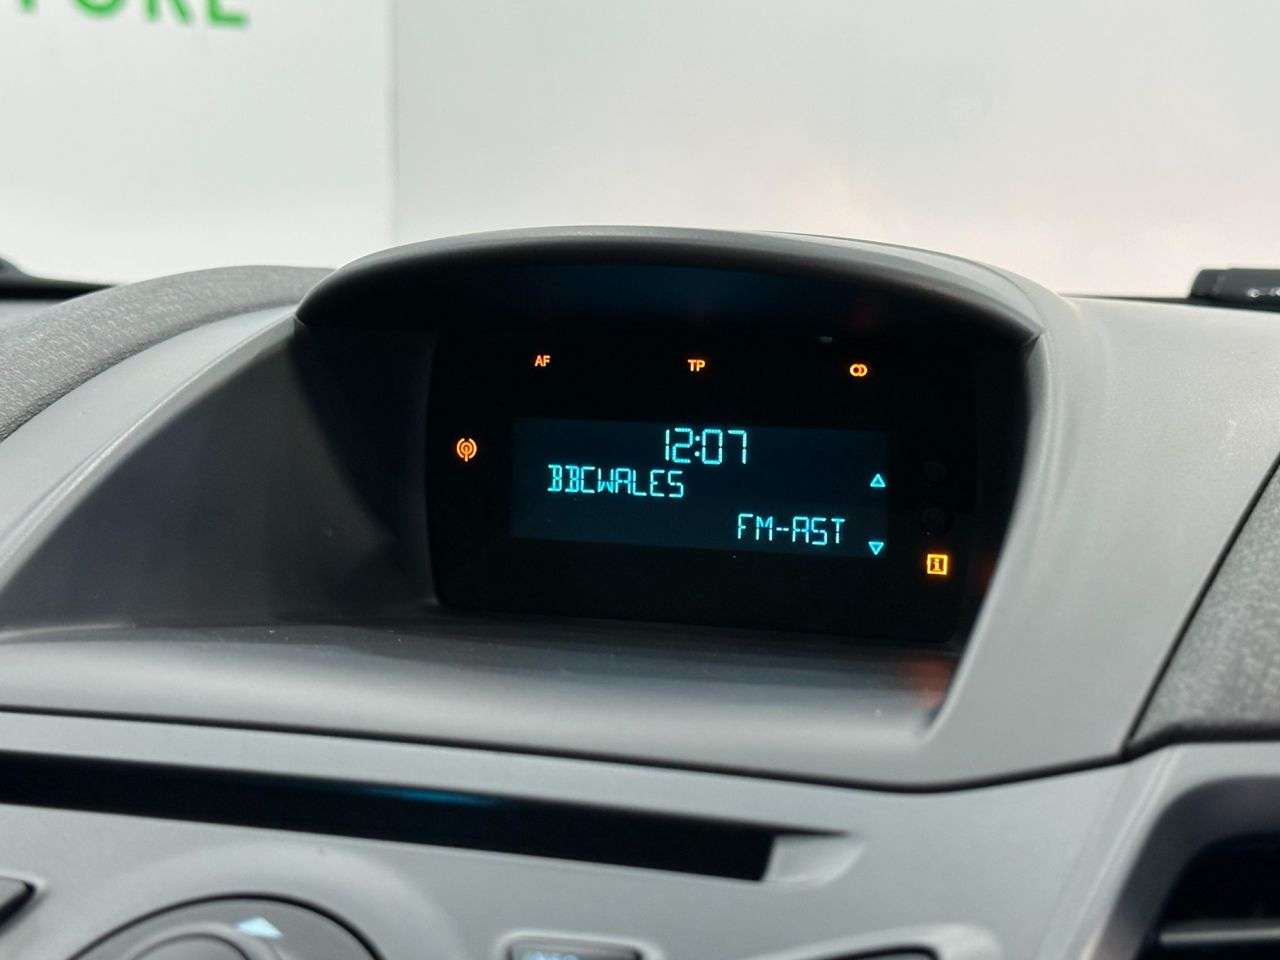 AF TP
12:07
BBCWALES
FM-AST